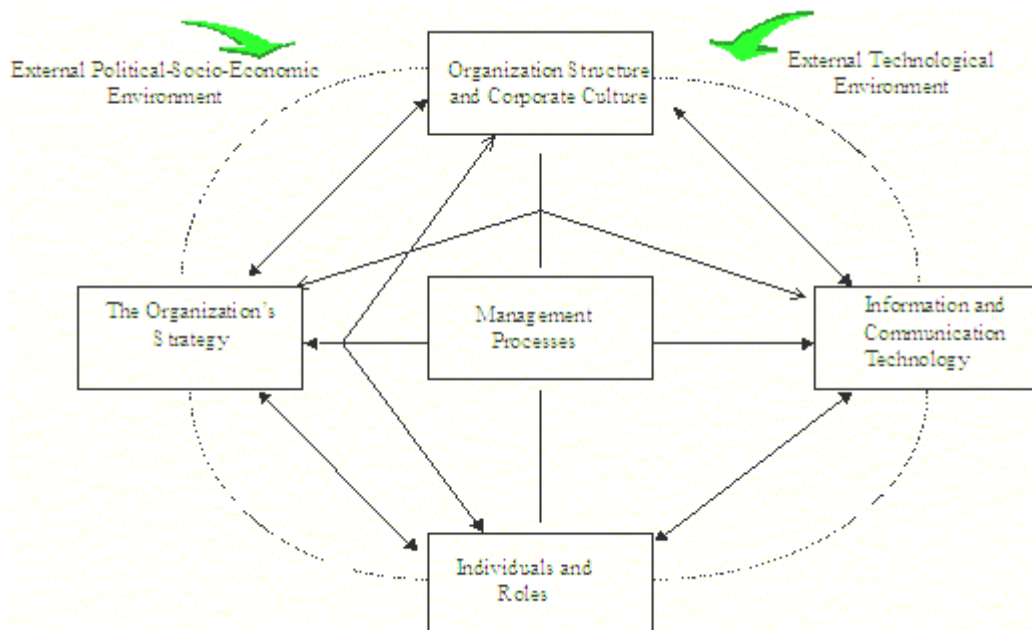 External Political-Socio-Economic
Environment
Organization Structure
and Corporate Culture
External Technological
Environment
The Organization's
Strategy
Management
Processes
Information and
Communication
Technology
Individuals and
Roles